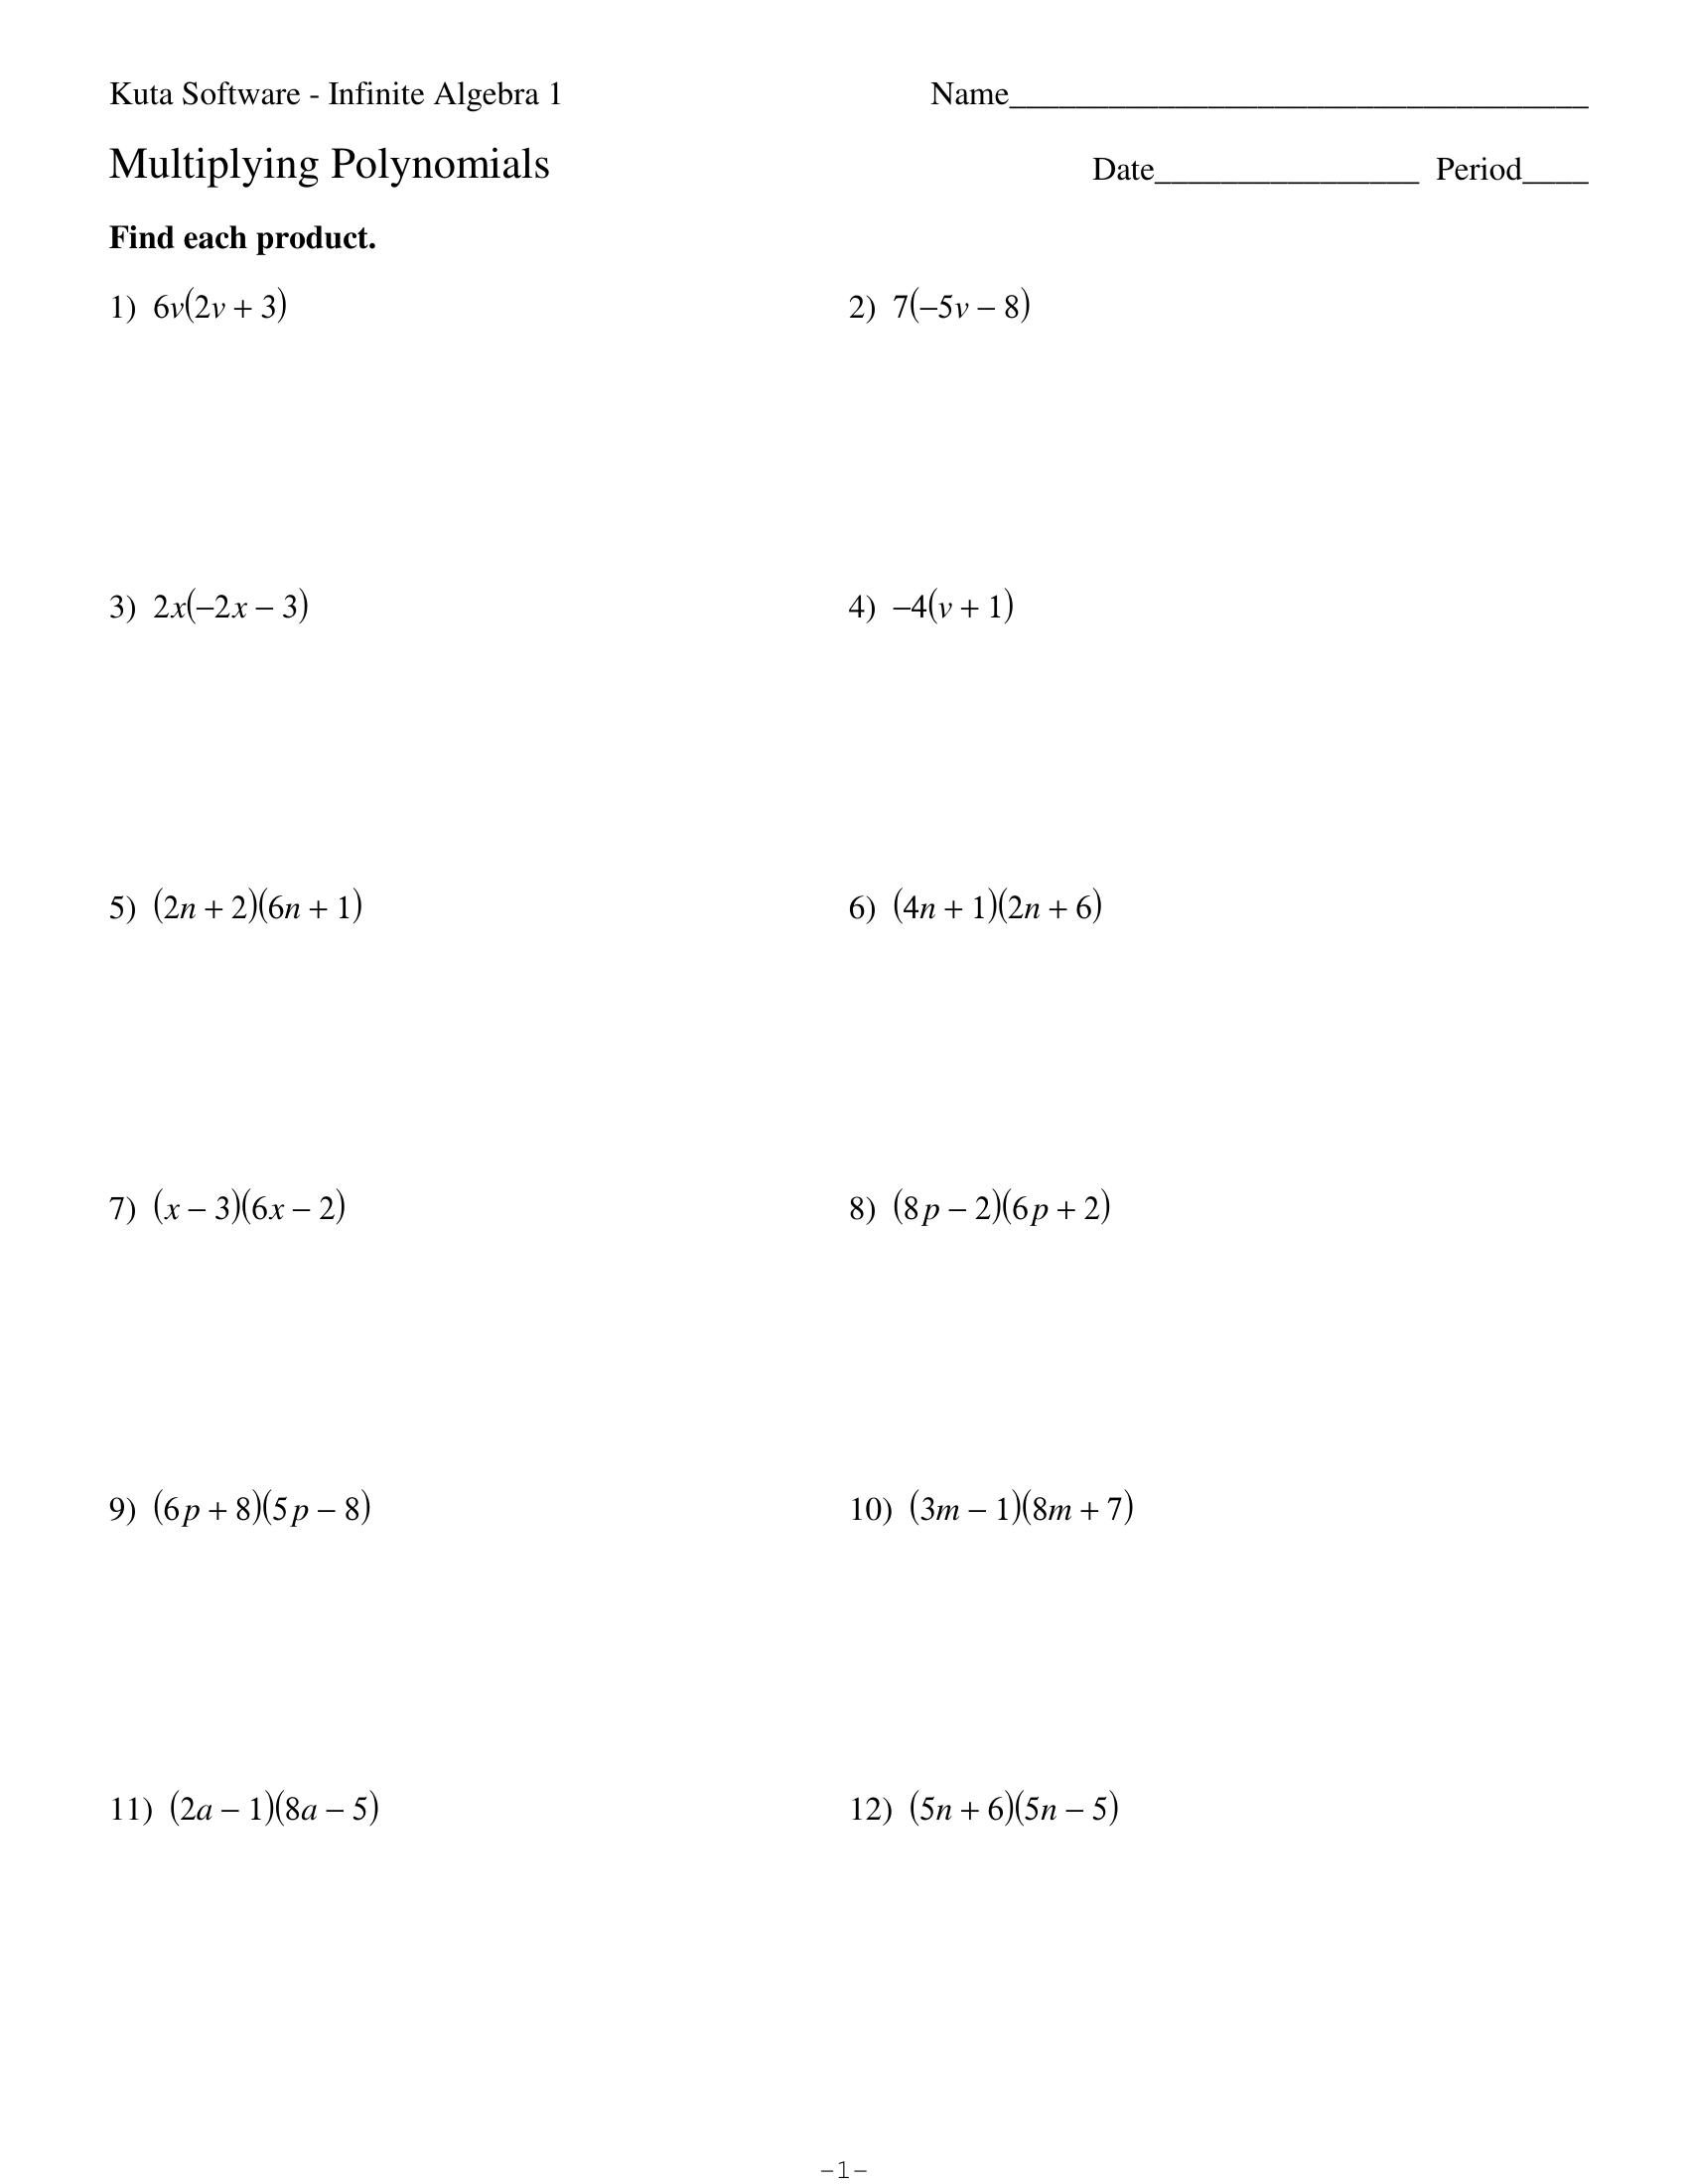 Kuta Software - Infinite Algebra 1 Name___________________________________
Multiplying Polynomials Date________________ Period____
Find each product.
1) 6v(2v + 3) 2) 7(−5v − 8)
3) 2x(−2x − 3) 4) −4(v + 1)
5) (2n + 2)(6n + 1) 6) (4n + 1)(2n + 6)
7) (x − 3)(6x − 2) 8) (8p − 2)(6p + 2)
9) (6p + 8)(5p − 8) 10) (3m − 1)(8m + 7)
11) (2a − 1)(8a − 5) 12) (5n + 6)(5n − 5)
-1-